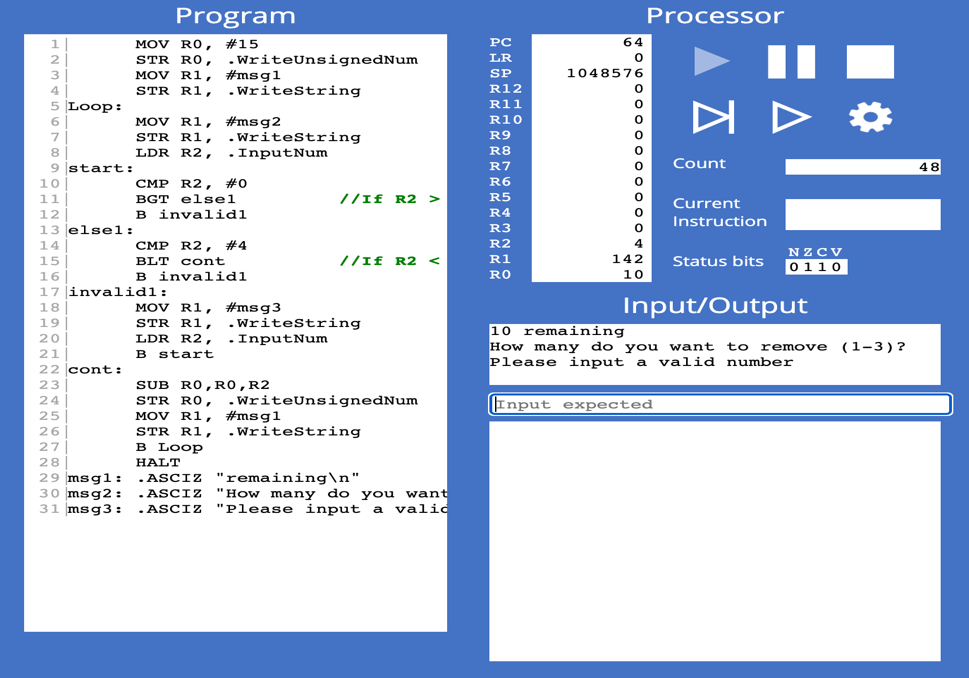 Program
1| MOV R0, #15
2| STR R0, .WriteUnsignedNum
3| MOV R1, #msg1
4| STR R1, .WriteString
5|Loop:
6| MOV R1, #msg2
7| STR R1, .WriteString
8| LDR R2, .InputNum
9|start:
10| CMP R2, #0
11| BGT else1 //If R2 >
12| B invalid1
13|else1:
14| CMP R2, #4
15| BLT cont //If R2 <
16| B invalid1
17|invalid1:
18| MOV R1, #msg3
19| STR R1, .WriteString
20| LDR R2, .InputNum
21| B start
22|cont:
23| SUB R0,R0,R2
24| STR R0, .WriteUnsignedNum
25| MOV R1, #msg1
26| STR R1, .WriteString
27| B Loop
28| HALT
29|msg1: .ASCIZ "remaining\n"
30|msg2: .ASCIZ "How many do you want
31|msg3: .ASCIZ "Please input a valid
Processor
PC 64
LR 0
SP 1048576
R12 0
R11 0
R10 0
R9 0
R8 0
R7 0
R6 0
R5 0
R4 0
R3 0
R2 4
R1 142
R0 10
Count 48
Current
Instruction
NZCV
Status bits 0110
Input/Output
10 remaining
How many do you want to remove (1-3)?
Please input a valid number
Input expected